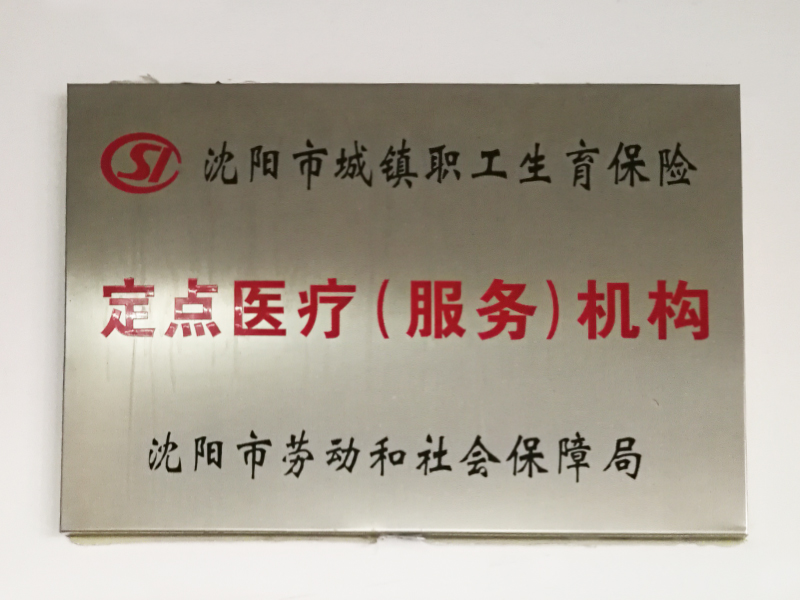 SI 沈阳市城镇职工生育保险
定点医疗(服务)机构
沈阳市劳动和社会保障局